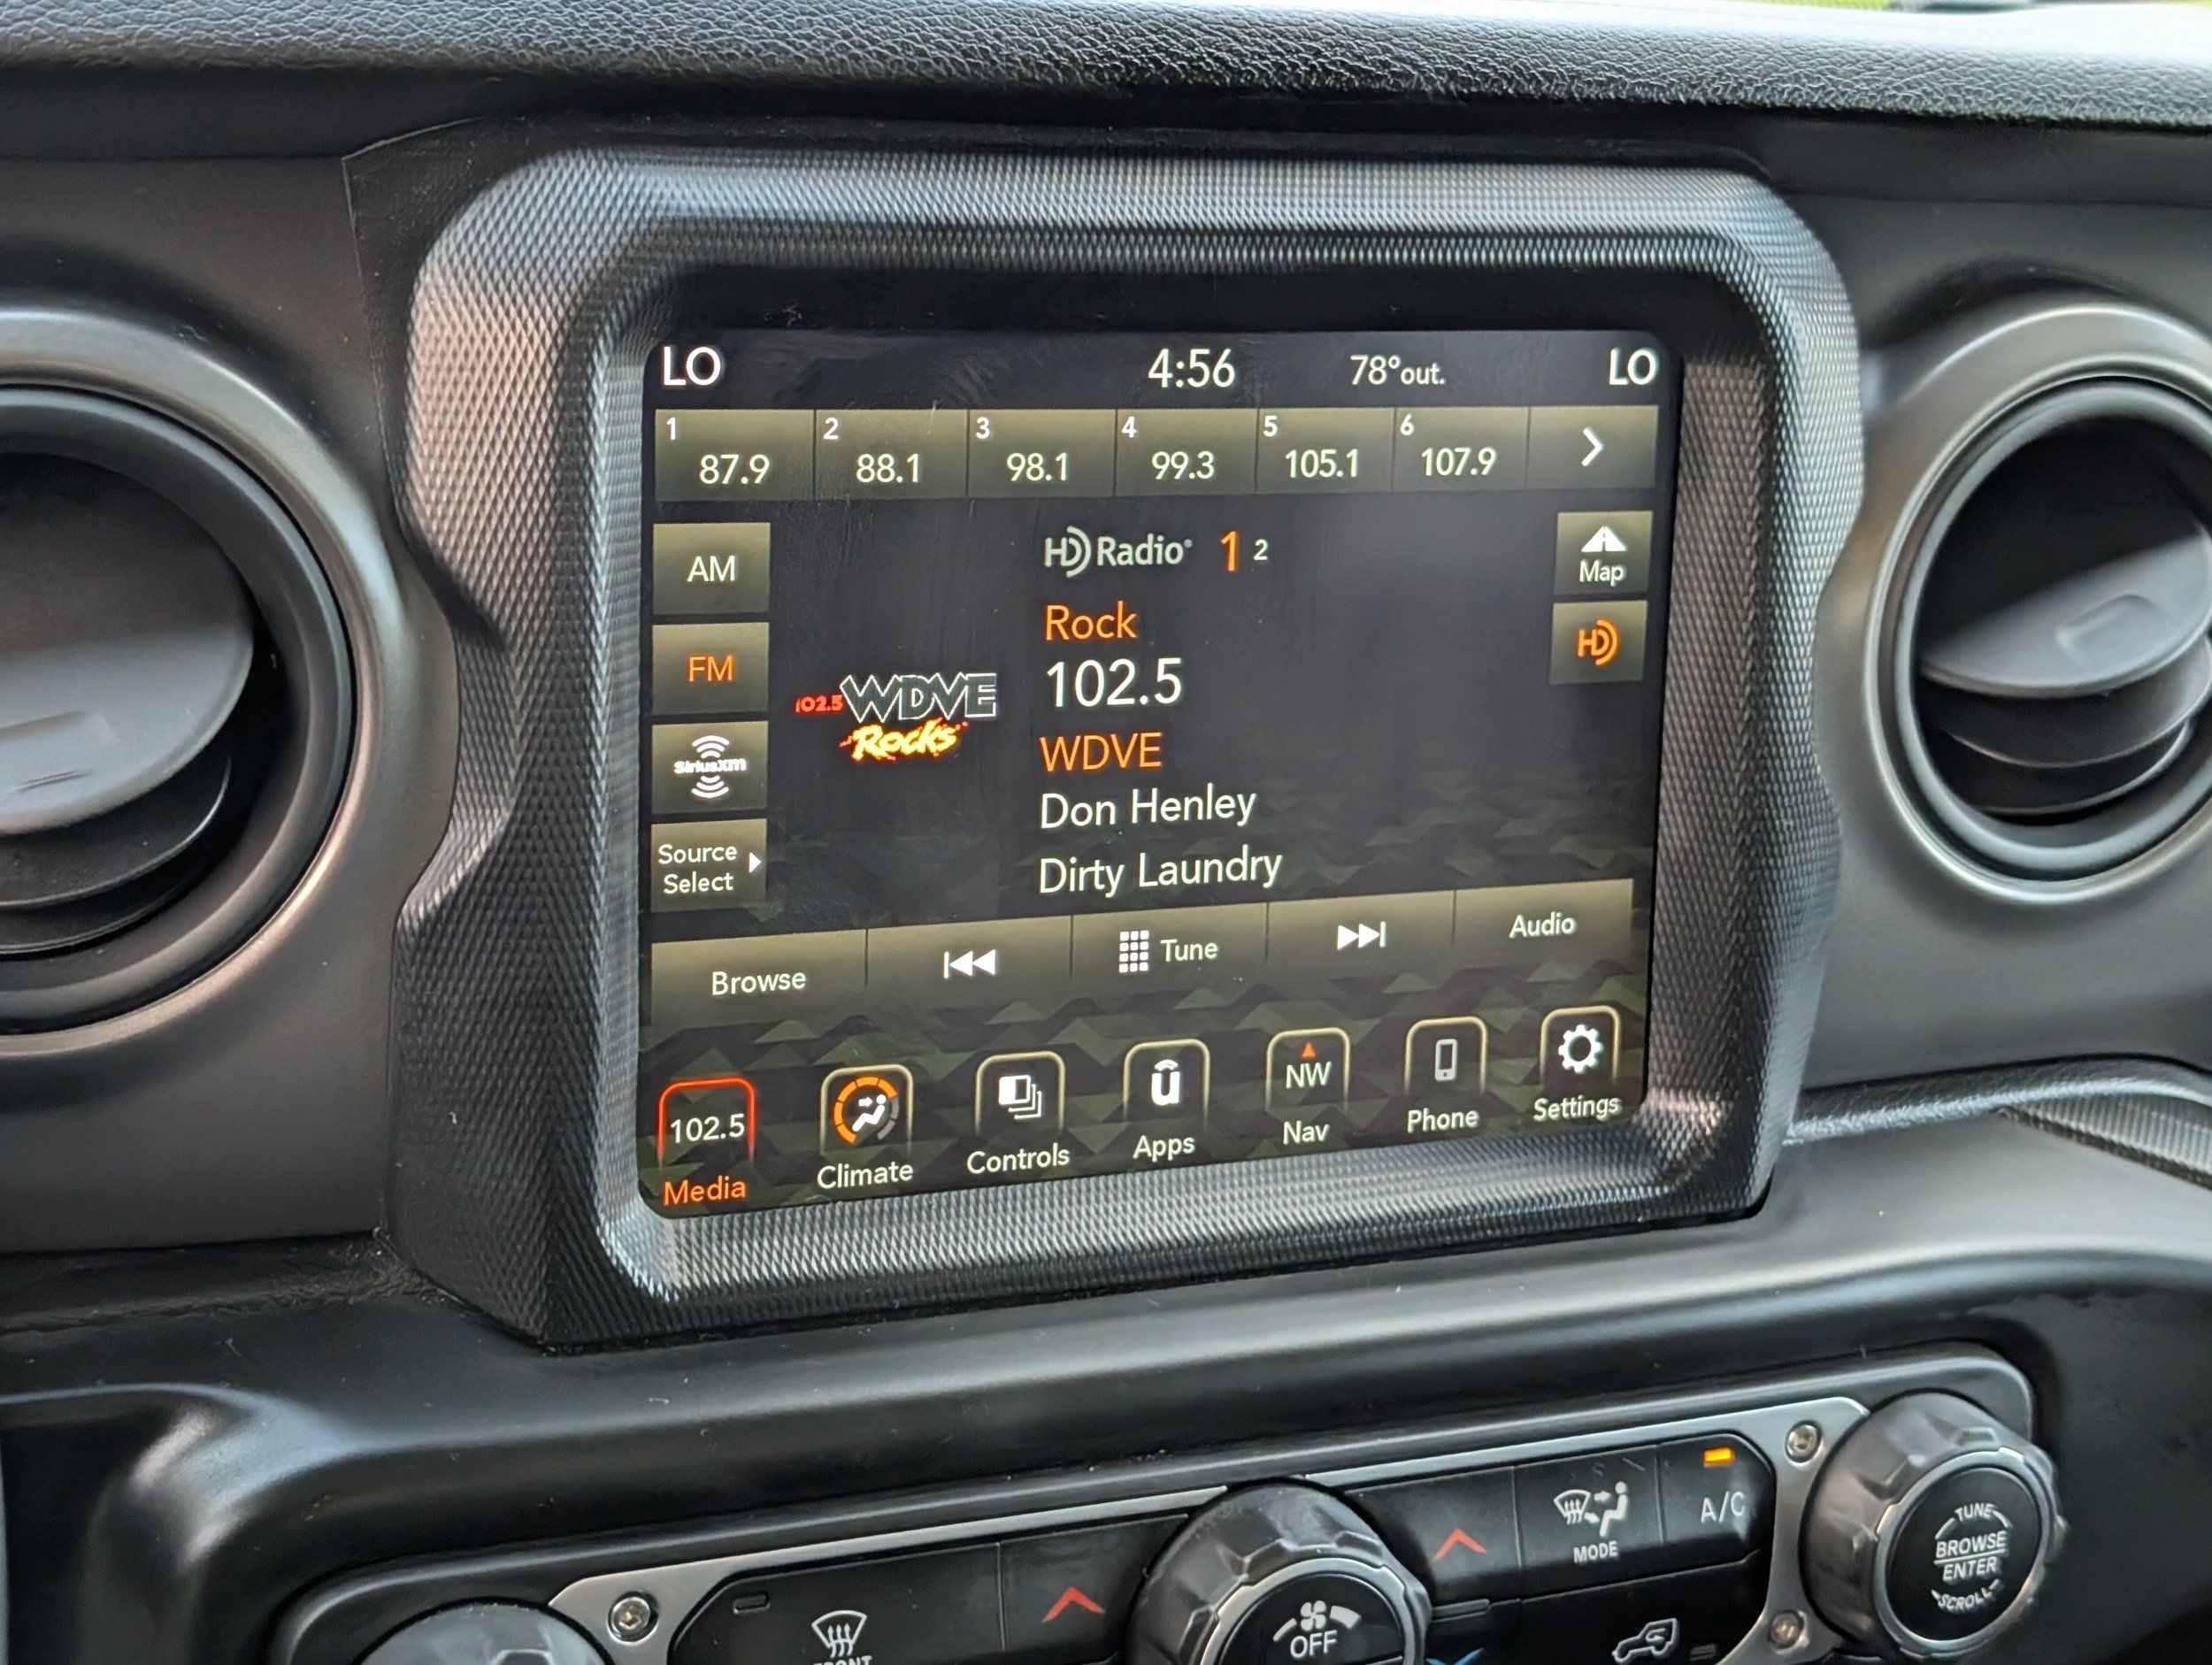 LO 4:56 78°out. LO
1 2 3 4 5 6
87.9 88.1 98.1 99.3 105.1 107.9
AM
FM
SiriusXM
Source
Select
HD Radio 1 2
Rock
102.5
WDVE
Don Henley
Dirty Laundry
102.5 WDVE
Rocks
Map
HD
Browse Tune Audio
102.5 NW
Media Climate Controls Apps Nav Phone Settings
FRONT
OFF
MODE
A/C
TUNE
BROWSE
ENTER
SCROLL